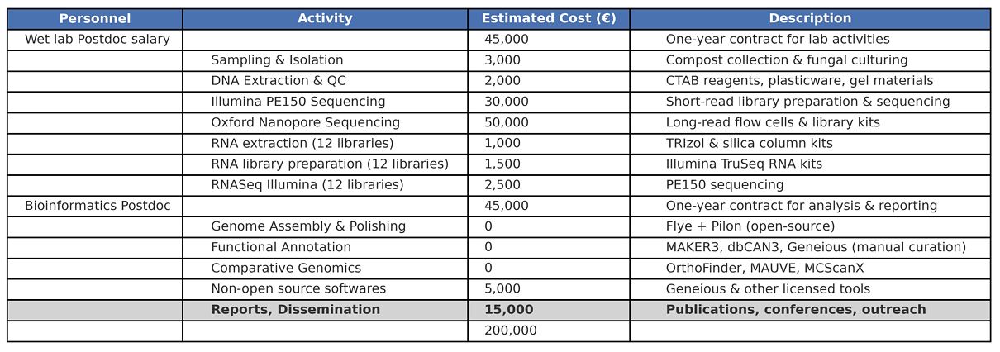 Personnel Activity Estimated Cost (€) Description
Wet lab Postdoc salary 45,000 One-year contract for lab activities
Sampling & Isolation 3,000 Compost collection & fungal culturing
DNA Extraction & QC 2,000 CTAB reagents, plasticware, gel materials
Illumina PE150 Sequencing 30,000 Short-read library preparation & sequencing
Oxford Nanopore Sequencing 50,000 Long-read flow cells & library kits
RNA extraction (12 libraries) 1,000 TRIzol & silica column kits
RNA library preparation (12 libraries) 1,500 Illumina TruSeq RNA kits
RNASeq Illumina (12 libraries) 2,500 PE150 sequencing
Bioinformatics Postdoc 45,000 One-year contract for analysis & reporting
Genome Assembly & Polishing 0 Flye + Pilon (open-source)
Functional Annotation 0 MAKER3, dbCAN3, Geneious (manual curation)
Comparative Genomics 0 OrthoFinder, MAUVE, MCScanX
Non-open source softwares 5,000 Geneious & other licensed tools
Reports, Dissemination 15,000 Publications, conferences, outreach
200,000